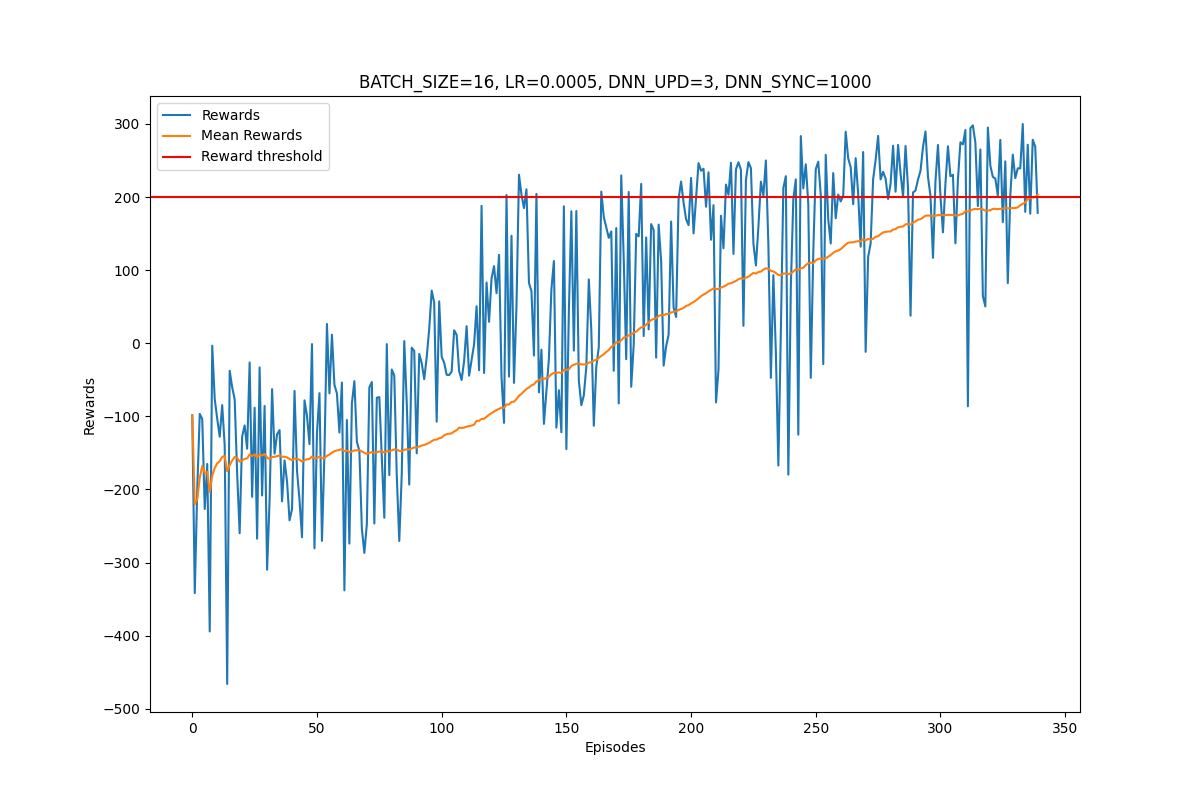 BATCH_SIZE=16, LR=0.0005, DNN_UPD=3, DNN_SYNC=1000
Rewards
Mean Rewards
Reward threshold
300
200
100
0
−100
−200
−300
−400
−500
Rewards
0 50 100 150 200 250 300 350
Episodes